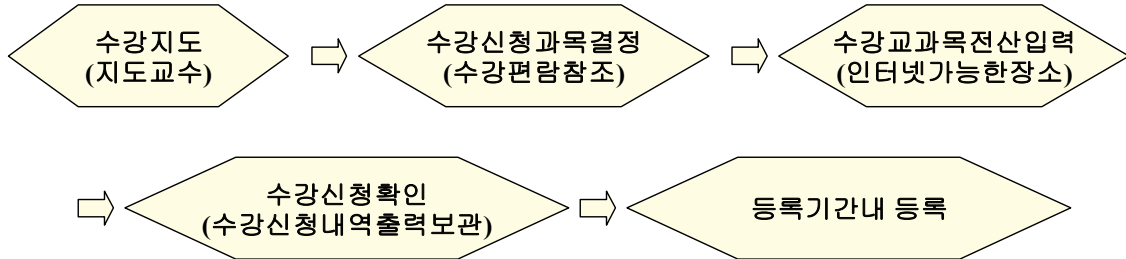 수강지도
(지도교수)
수강신청과목결정
(수강편람참조)
수강교과목전산입력
(인터넷가능한장소)
수강신청확인
(수강신청내역출력보관)
등록기간내 등록